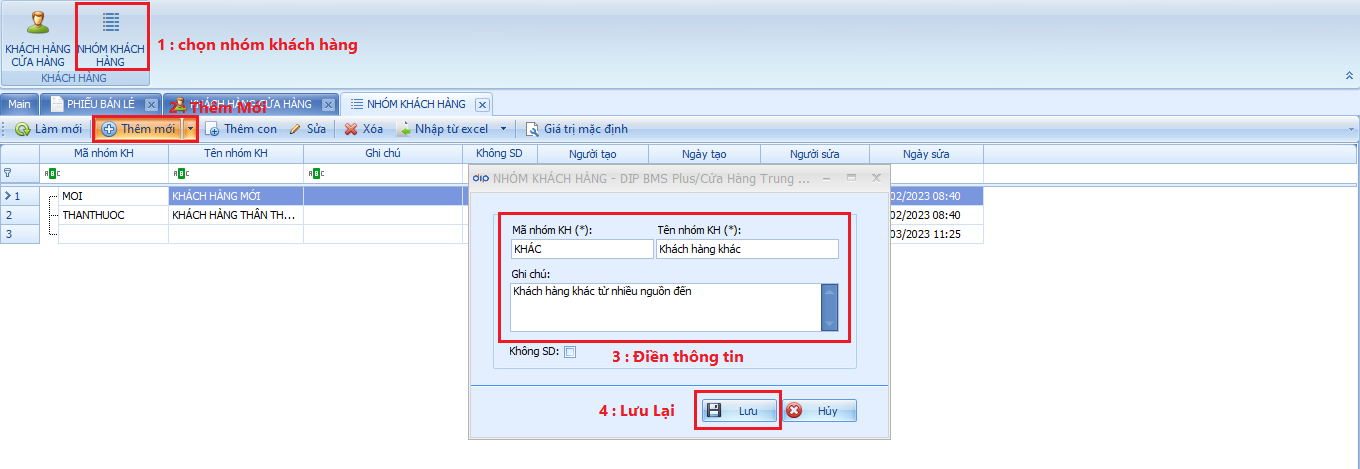 KHÁCH HÀNG CỬA HÀNG
NHÓM KHÁCH HÀNG
1 : chọn nhóm khách hàng
KHÁCH HÀNG
Main
PHIẾU BÁN LẺ
KHÁCH HÀNG CỬA HÀNG
NHÓM KHÁCH HÀNG
2: Thêm Mới
Làm mới
Thêm mới
Thêm con
Sửa
Xóa
Nhập từ excel
Giá trị mặc định
Mã nhóm KH
Tên nhóm KH
Ghi chú
Không SD
Người tạo
Ngày tạo
Người sửa
Ngày sửa
1 MOI KHÁCH HÀNG MỚI 02/2023 08:40
2 THANTHUOC KHÁCH HÀNG THÂN TH... 02/2023 08:40
3 03/2023 11:25
dip NHÓM KHÁCH HÀNG - DIP BMS Plus/Cửa Hàng Trung ...
Mã nhóm KH (*):
Tên nhóm KH (*):
KHÁC
Khách hàng khác
Ghi chú:
Khách hàng khác từ nhiều nguồn đến
Không SD:
3 : Điền thông tin
4 : Lưu Lại
Lưu
Hủy